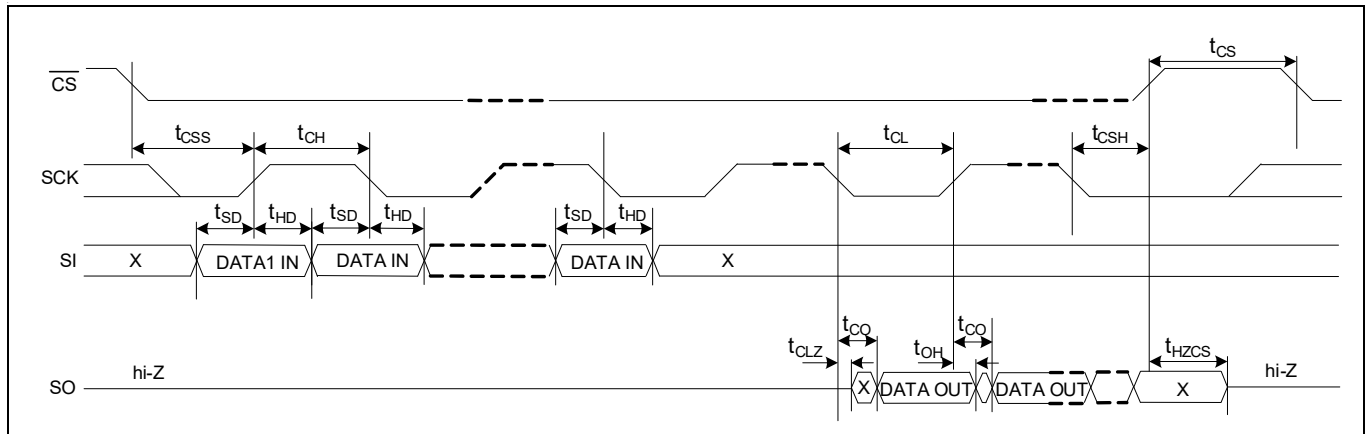 tCS
CS
tCSS tCH tCL tCSH
SCK
tSD tHD tSD tHD tSD tHD
SI X DATA1 IN DATA IN DATA IN X
tCO tCO
tCLZ tOH tHZCS
SO hi-Z X DATA OUT DATA OUT X hi-Z